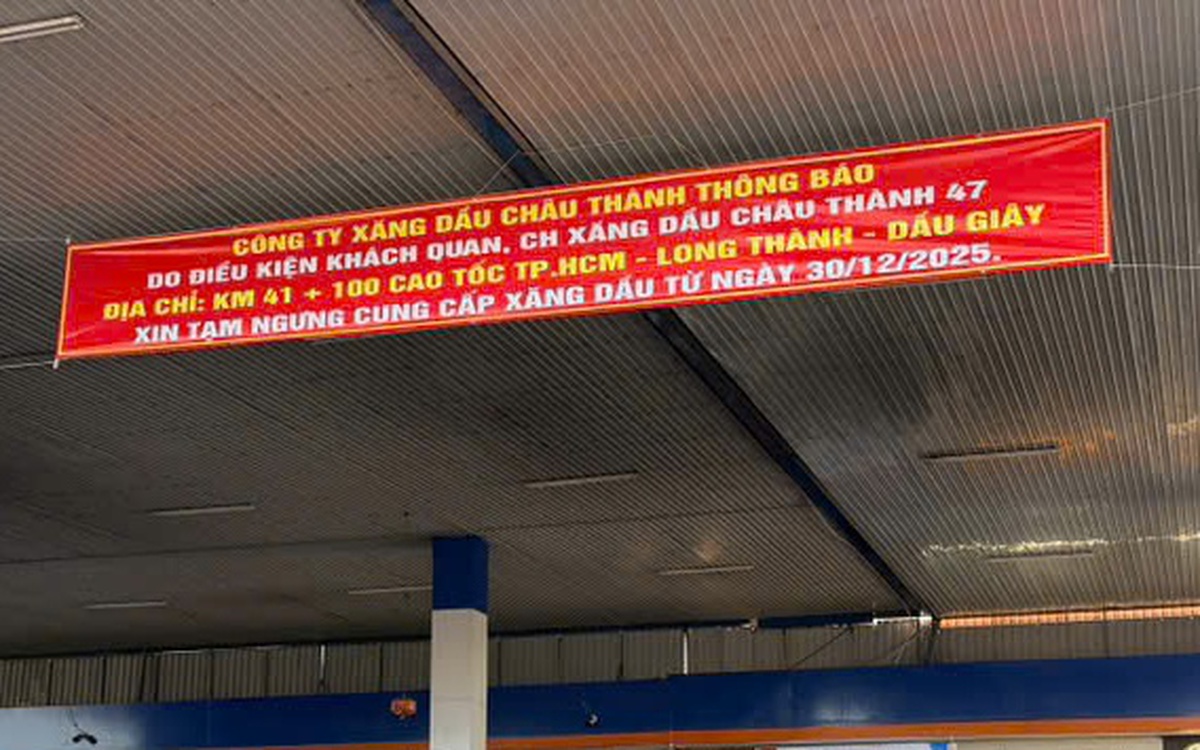 CÔNG TY XĂNG DẦU CHÂU THÀNH THÔNG BÁO
DO ĐIỀU KIỆN KHÁCH QUAN. CH XĂNG DẦU CHÂU THÀNH 47
ĐỊA CHỈ: KM 41 + 100 CAO TỐC TP.HCM - LONG THÀNH - DẦU GIÂY
XIN TẠM NGƯNG CUNG CẤP XĂNG DẦU TỪ NGÀY 30/12/2025.